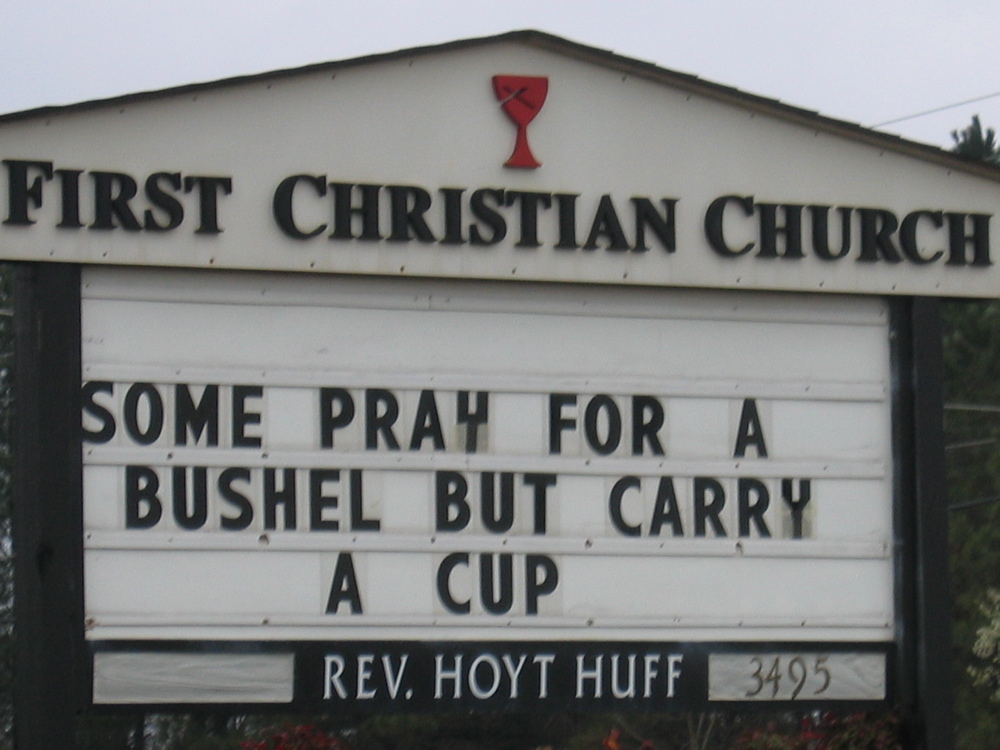 FIRST CHRISTIAN CHURCH
SOME PRAY FOR A
BUSHEL BUT CARRY
A CUP
REV. HOYT HUFF 3495